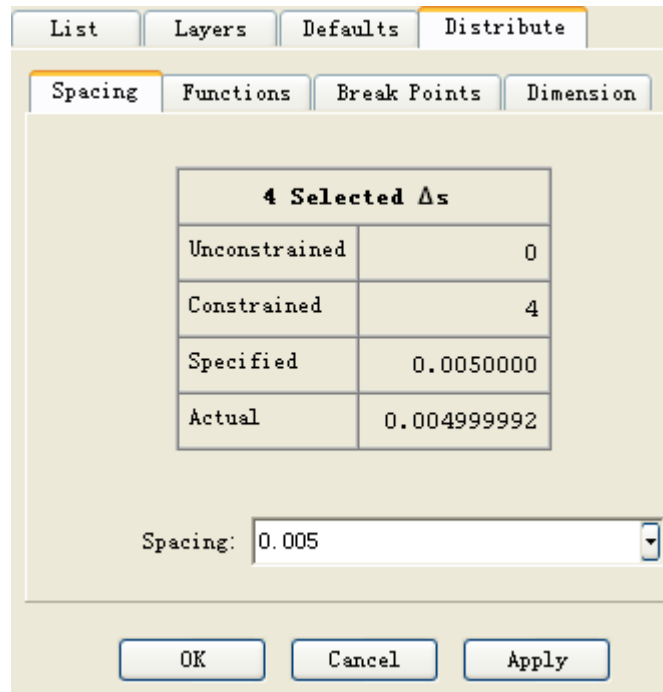 List Layers Defaults Distribute
Spacing Functions Break Points Dimension
4 Selected Δs
Unconstrained 0
Constrained 4
Specified 0.0050000
Actual 0.004999992
Spacing: 0.005
OK Cancel Apply